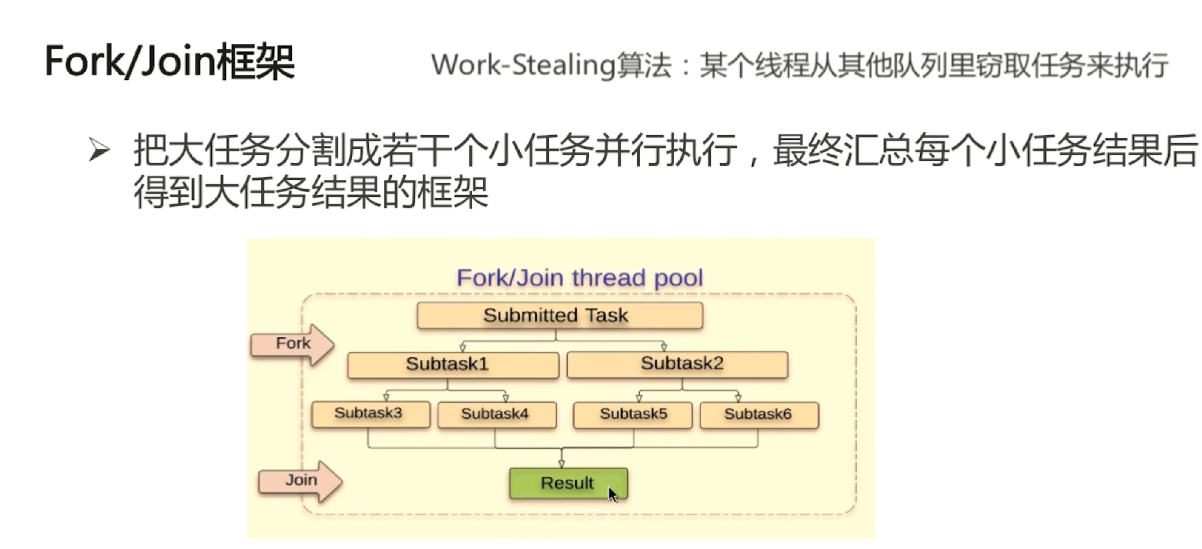 Fork/Join框架
Work-Stealing算法：某个线程从其他队列里窃取任务来执行
把大任务分割成若干个小任务并行执行，最终汇总每个小任务结果后
得到大任务结果的框架
Fork/Join thread pool
Submitted Task
Fork
Subtask1
Subtask2
Subtask3
Subtask4
Subtask5
Subtask6
Join
Result